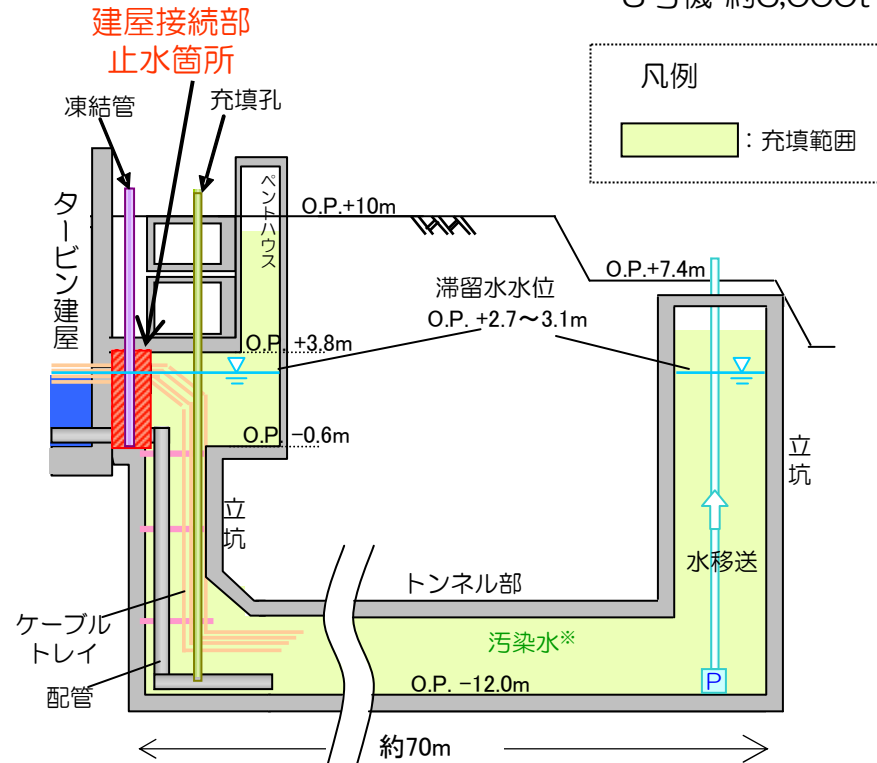 建屋接続部
止水箇所
凡例
：充填範囲
凍結管
充填孔
タービン建屋
ペントハウス
O.P.+10m
O.P.+7.4m
滞留水水位
O.P. +2.7～3.1m
O.P. +3.8m
O.P. －0.6m
立坑
立坑
水移送
トンネル部
ケーブル
トレイ
汚染水※
配管
O.P. －12.0m
P
約70m